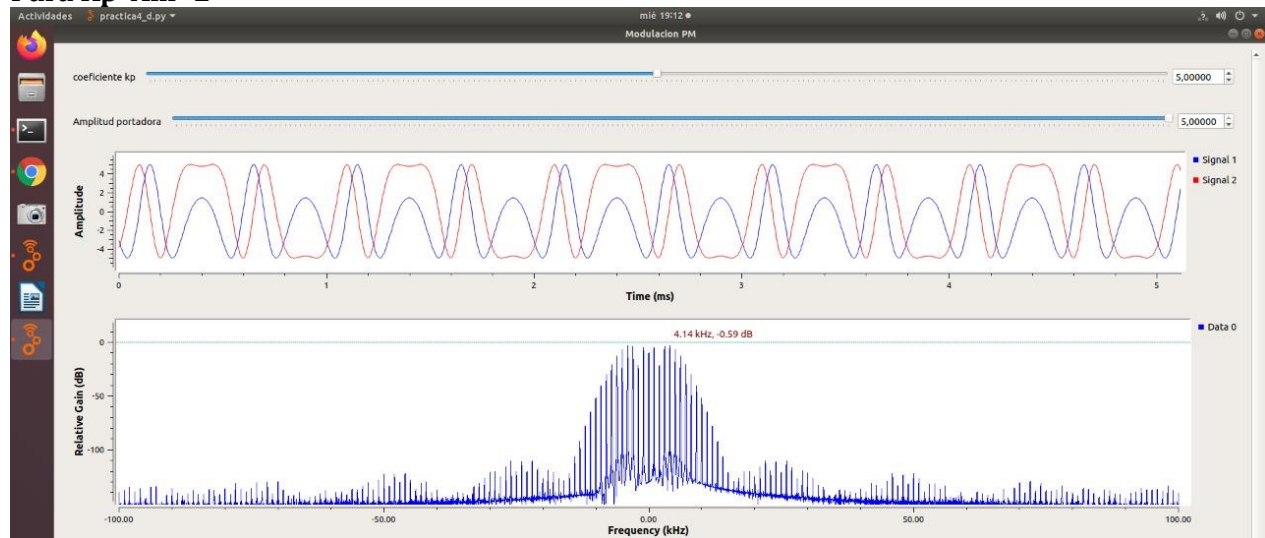 Actividades practica4_d.py mié 19:12
Modulacion PM
coeficiente kp 5,00000
Amplitud portadora 5,00000
Signal 1
Signal 2
Amplitude
4
2
0
-2
-4
0 1 2 3 4 5
Time (ms)
4.14 kHz, -0.59 dB
Data 0
Relative Gain (dB)
0
-50
-100
-100.00 -50.00 0.00 50.00 100.00
Frequency (kHz)